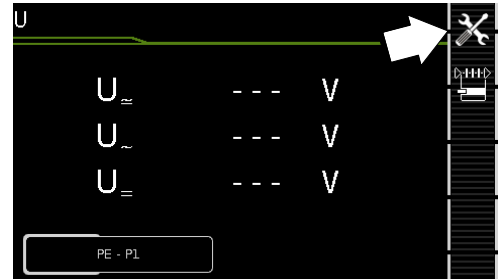 U
U≃ --- V
U~ --- V
U= --- V
PE - P1